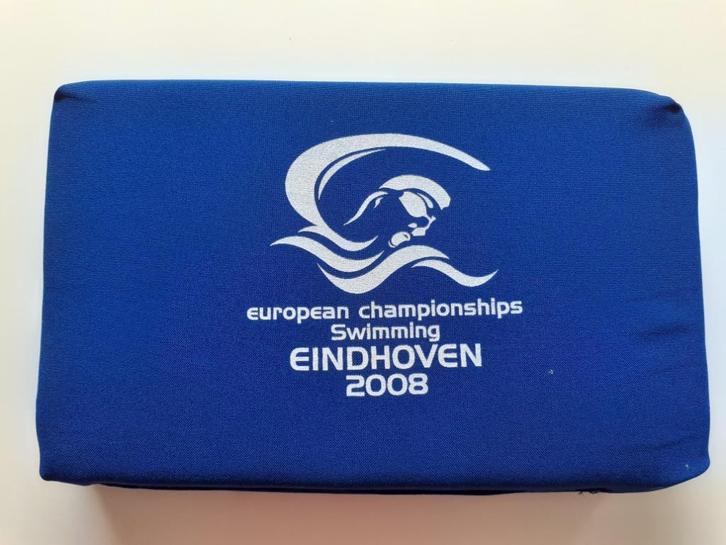 european championships
Swimming
EINDHOVEN
2008